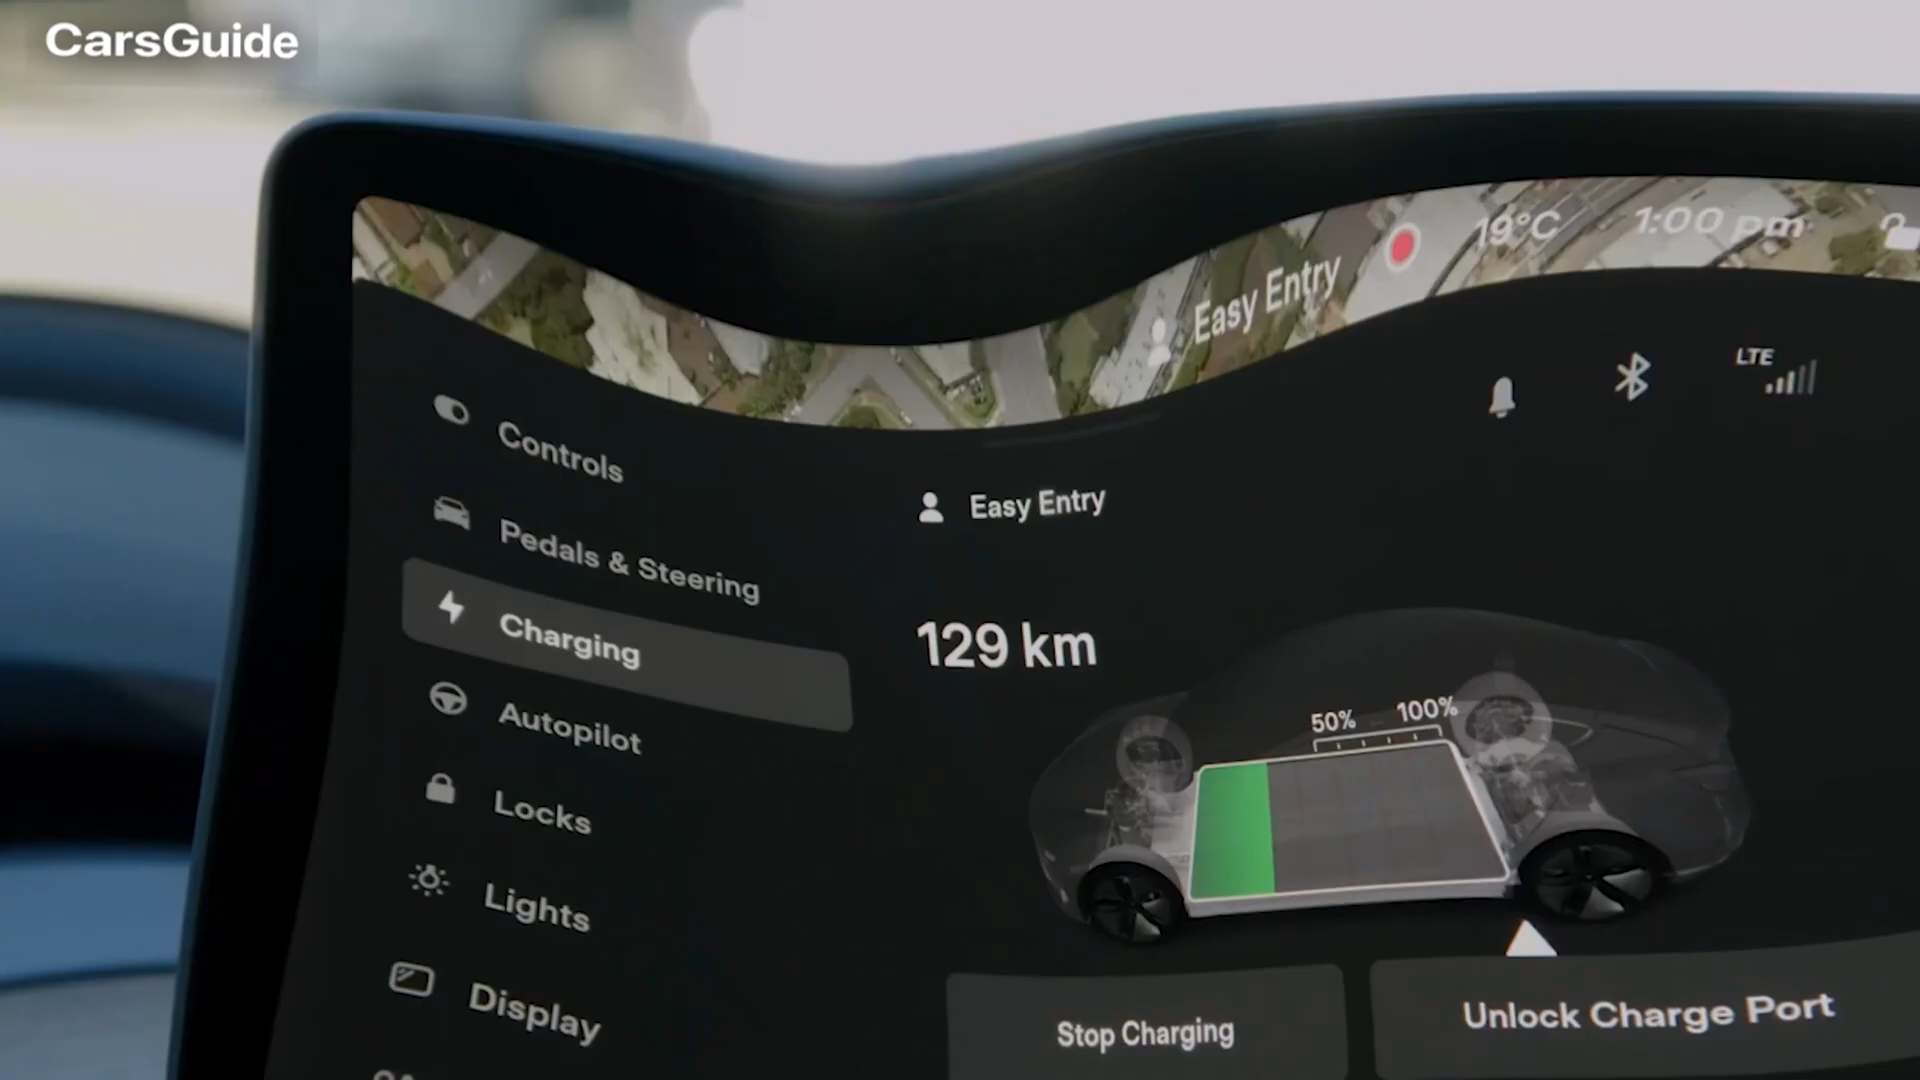 CarsGuide
19°C
1:00 pm
Easy Entry
LTE
Controls
Easy Entry
Pedals & Steering
129 km
Charging
50%
100%
Autopilot
Locks
Lights
Display
Stop Charging
Unlock Charge Port